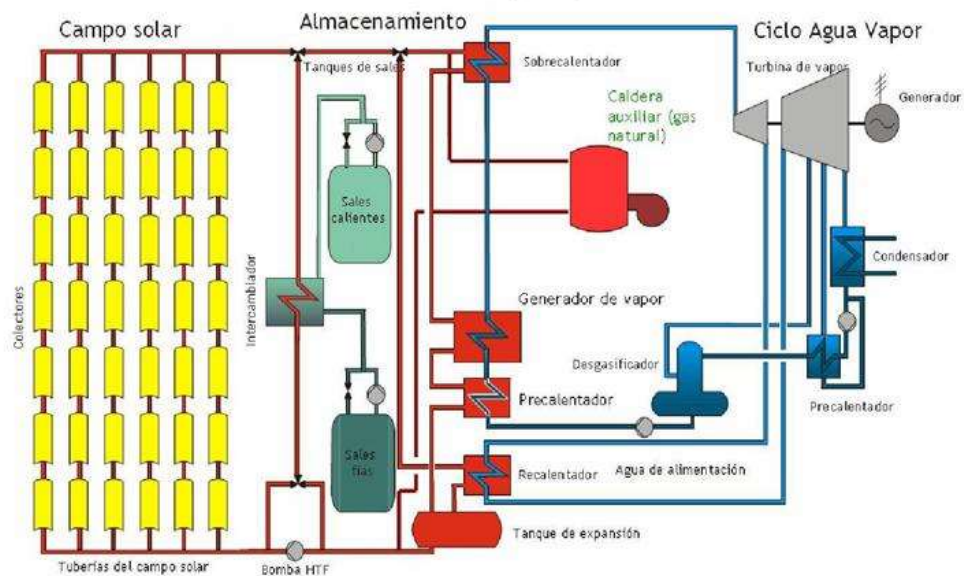 Campo solar
Almacenamiento
Ciclo Agua Vapor
Tanques de sales
Sobrecalentador
Turbina de vapor
Generador
Caldera
auxiliar (gas
natural)
Sales
calientes
Condensador
Intercambiador
Colectores
Generador de vapor
Desgasificador
Precalentador
Precalentador
Sales
fías
Recalentador
Agua de alimentación
Tanque de expansión
Tuberías del campo solar
Bomba HTF